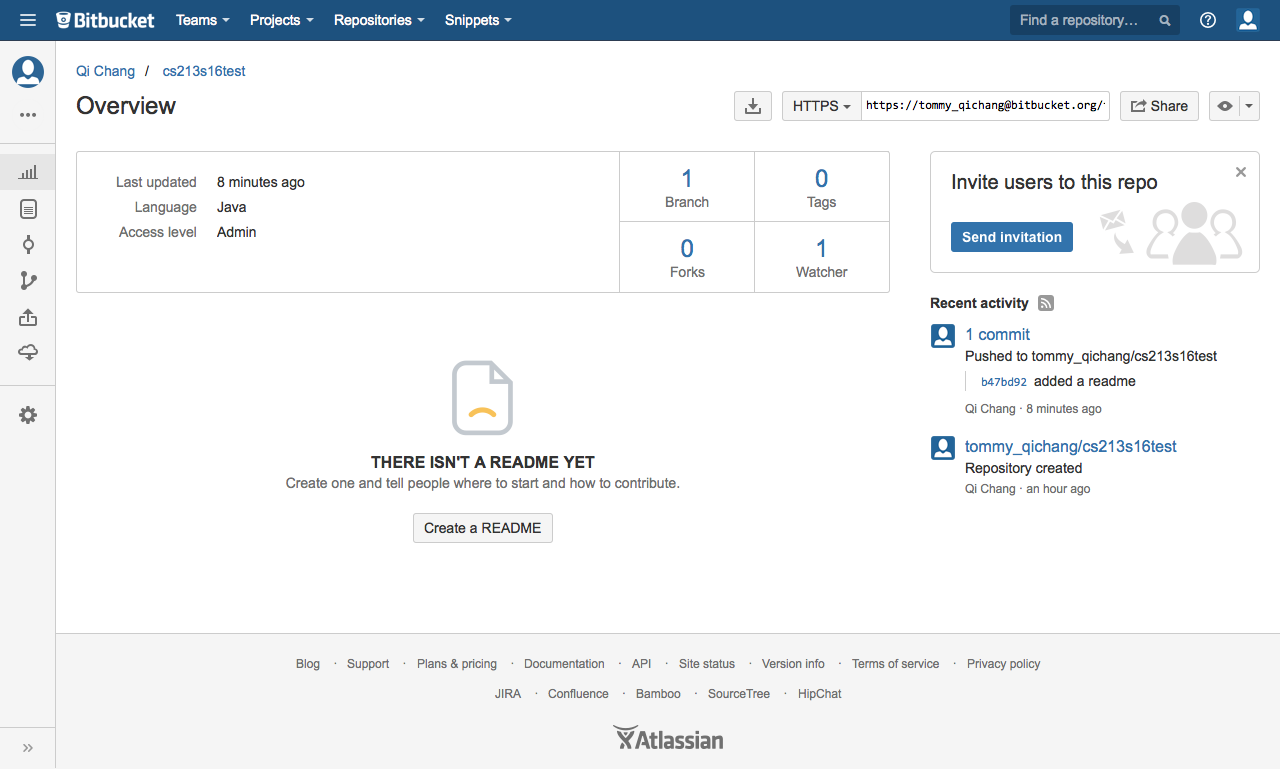 Bitbucket Teams Projects Repositories Snippets Find a repository...
Qi Chang / cs213s16test
Overview
HTTPS https://tommy_qichang@bitbucket.org/ Share
Last updated 8 minutes ago
Language Java
Access level Admin
1 Branch
0 Tags
0 Forks
1 Watcher
Invite users to this repo
Send invitation
Recent activity
1 commit
Pushed to tommy_qichang/cs213s16test
b47bd92 added a readme
Qi Chang · 8 minutes ago
tommy_qichang/cs213s16test
Repository created
Qi Chang · an hour ago
THERE ISN'T A README YET
Create one and tell people where to start and how to contribute.
Create a README
Blog · Support · Plans & pricing · Documentation · API · Site status · Version info · Terms of service · Privacy policy
JIRA · Confluence · Bamboo · SourceTree · HipChat
Atlassian